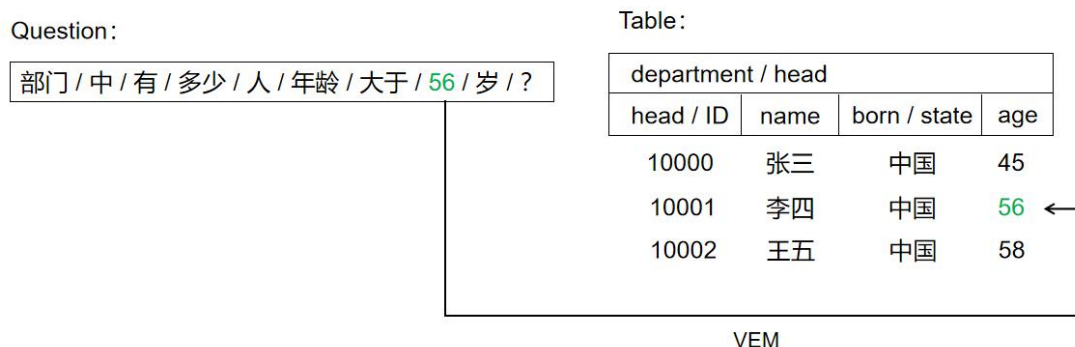 Question：
部门 / 中 / 有 / 多少 / 人 / 年龄 / 大于 / 56 / 岁 / ？
Table：
department / head
head / ID name born / state age
10000 张三 中国 45
10001 李四 中国 56
10002 王五 中国 58
VEM